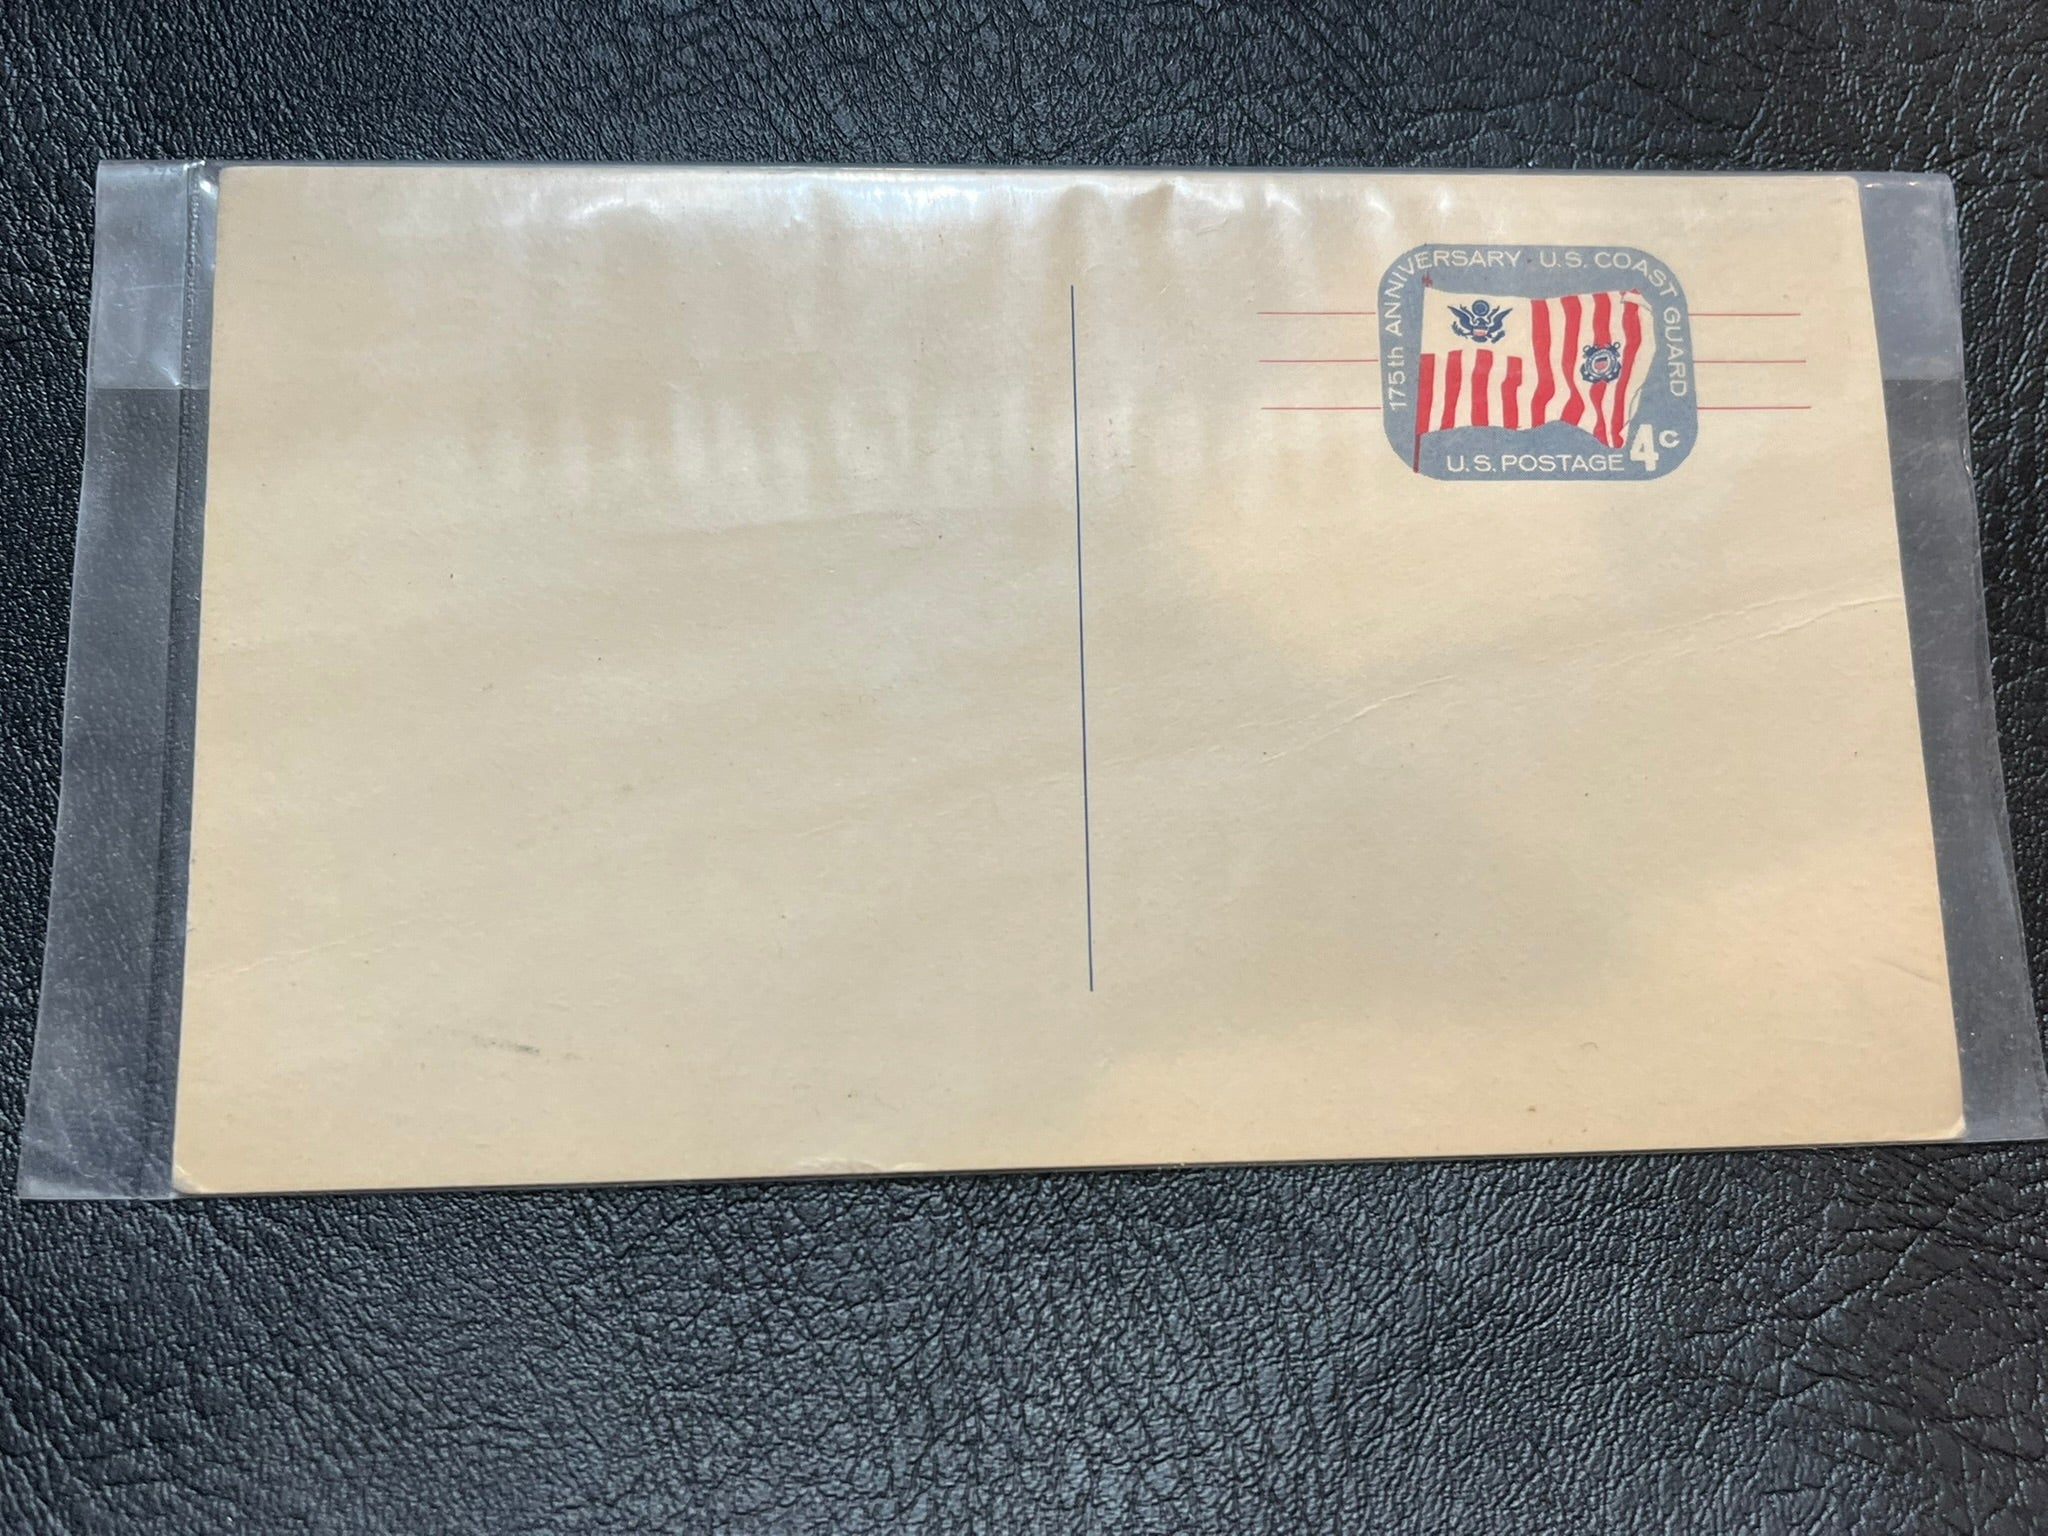 175th ANNIVERSARY · U.S. COAST GUARD
U.S. POSTAGE 4c